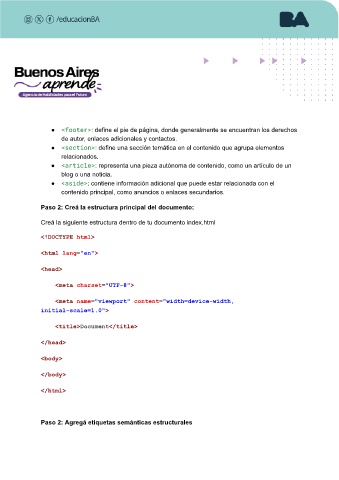 /educacionBA
BA
Buenos Aires
aprende
Agencia de Habilidades para el Futuro
● <footer>: define el pie de página, donde generalmente se encuentran los derechos
de autor, enlaces adicionales y contactos.
● <section>: define una sección temática en el contenido que agrupa elementos
relacionados.
● <article>: representa una pieza autónoma de contenido, como un artículo de un
blog o una noticia.
● <aside>: contiene información adicional que puede estar relacionada con el
contenido principal, como anuncios o enlaces secundarios.
Paso 2: Creá la estructura principal del documento:
Creá la siguiente estructura dentro de tu documento index.html
<!DOCTYPE html>
<html lang="en">
<head>
<meta charset="UTF-8">
<meta name="viewport" content="width=device-width,
initial-scale=1.0">
<title>Document</title>
</head>
<body>
</body>
</html>
Paso 2: Agregá etiquetas semánticas estructurales